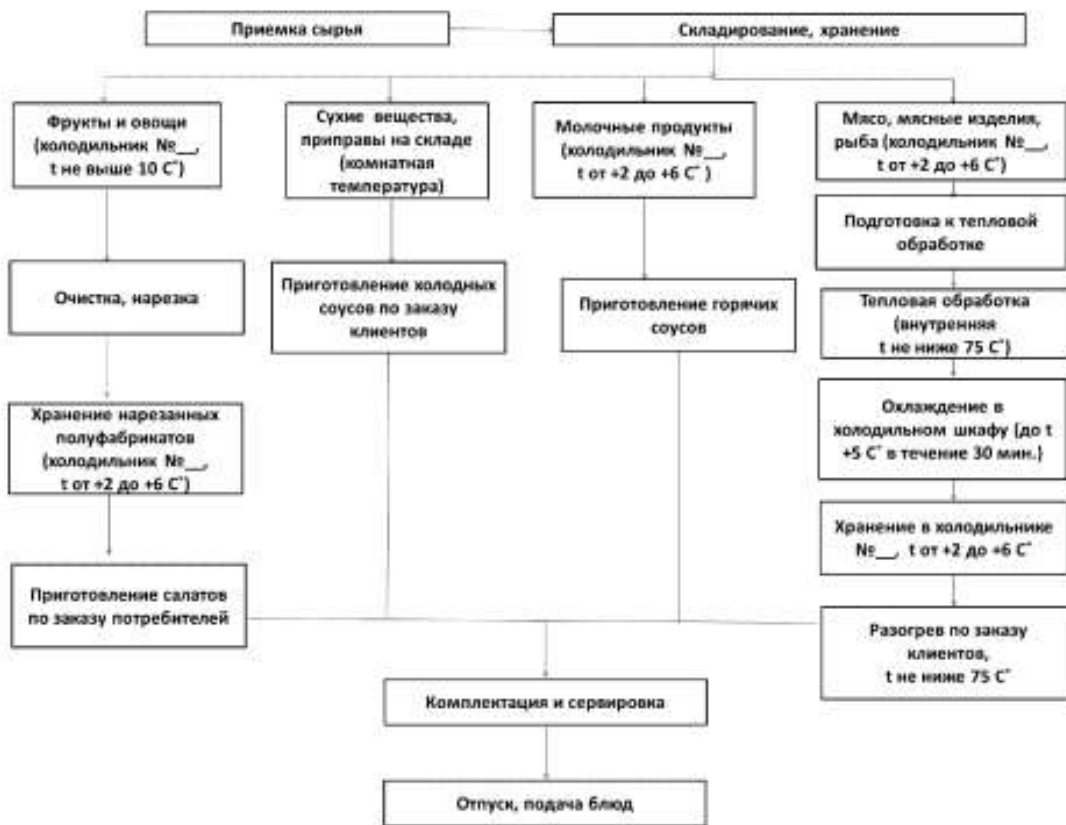 Приемка сырья
Складирование, хранение
Фрукты и овощи
(холодильник №__,
t не выше 10 С˚)
Сухие вещества,
приправы на складе
(комнатная
температура)
Молочные продукты
(холодильник №__,
t от +2 до +6 С˚ )
Мясо, мясные изделия,
рыба (холодильник №__,
t от +2 до +6 С˚)
Подготовка к тепловой
обработке
Очистка, нарезка
Приготовление холодных
соусов по заказу
клиентов
Приготовление горячих
соусов
Тепловая обработка
(внутренняя
t не ниже 75 С˚)
Хранение нарезанных
полуфабрикатов
(холодильник №__,
t от +2 до +6 С˚)
Охлаждение в
холодильном шкафу (до t
+5 С˚ в течение 30 мин.)
Хранение в холодильнике
№__, t от +2 до +6 С˚
Приготовление салатов
по заказу потребителей
Разогрев по заказу
клиентов,
t не ниже 75 С˚
Комплектация и сервировка
Отпуск, подача блюд